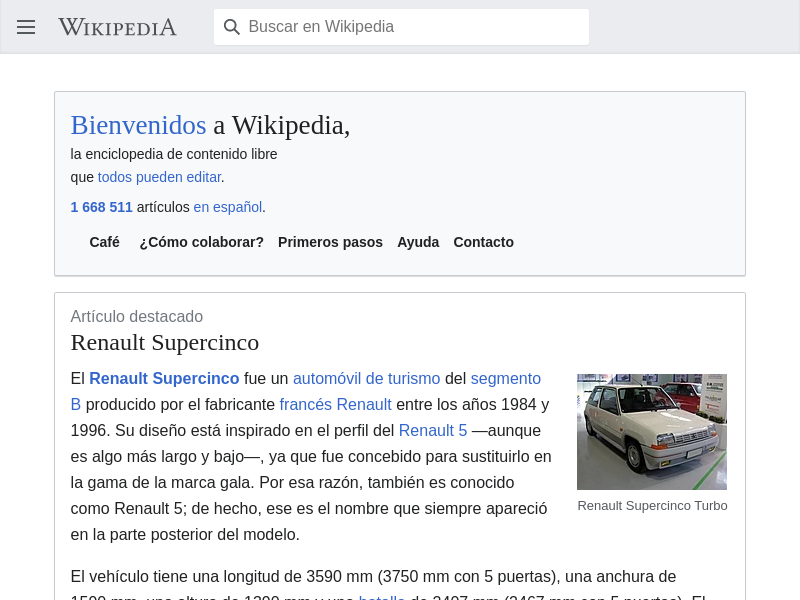 WIKIPEDIA
Buscar en Wikipedia
Bienvenidos a Wikipedia,
la enciclopedia de contenido libre
que todos pueden editar.
1 668 511 artículos en español.
Café ¿Cómo colaborar? Primeros pasos Ayuda Contacto
Artículo destacado
Renault Supercinco
El Renault Supercinco fue un automóvil de turismo del segmento
B producido por el fabricante francés Renault entre los años 1984 y
1996. Su diseño está inspirado en el perfil del Renault 5 —aunque
es algo más largo y bajo—, ya que fue concebido para sustituirlo en
la gama de la marca gala. Por esa razón, también es conocido
como Renault 5; de hecho, ese es el nombre que siempre apareció
en la parte posterior del modelo.
Renault Supercinco Turbo
El vehículo tiene una longitud de 3590 mm (3750 mm con 5 puertas), una anchura de